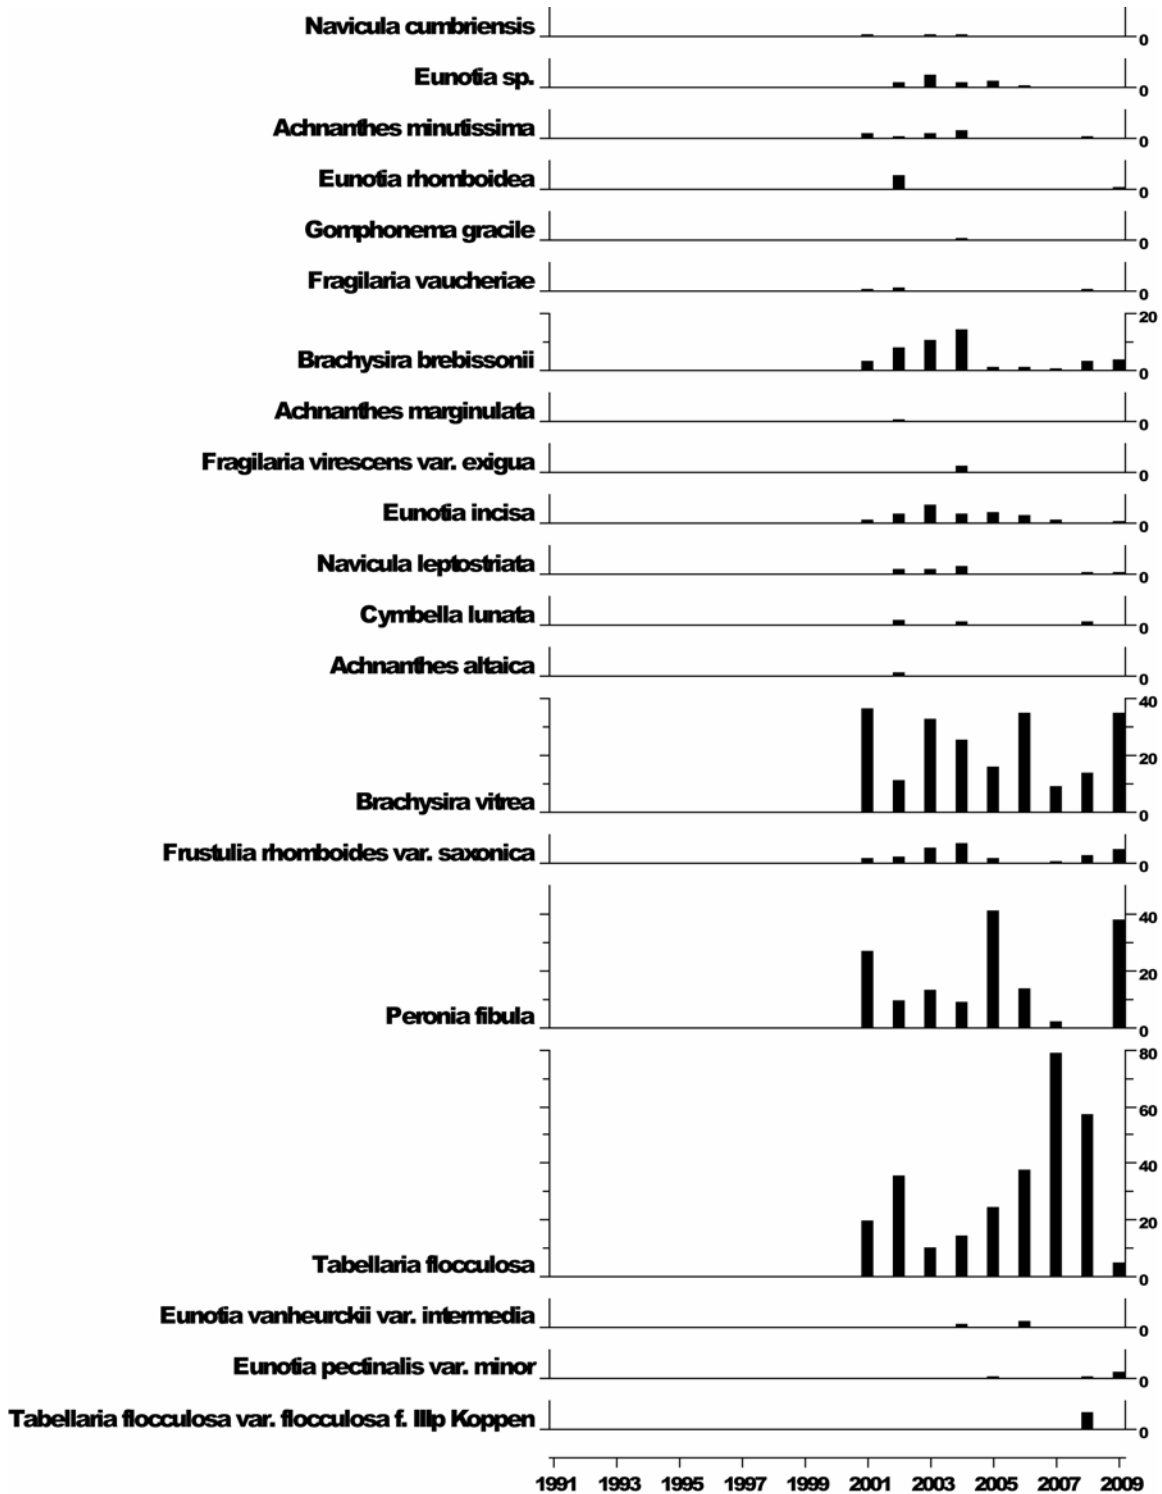 Navicula cumbriensis 0
Eunotia sp. 0
Achnanthes minutissima 0
Eunotia rhomboidea 0
Gomphonema gracile 0
Fragilaria vaucheriae 0
20
Brachysira brebissonii 0
Achnanthes marginulata 0
Fragilaria virescens var. exigua 0
Eunotia incisa 0
Navicula leptostriata 0
Cymbella lunata 0
Achnanthes altaica 0
40
20
Brachysira vitrea 0
Frustulia rhomboides var. saxonica 0
40
20
Peronia fibula 0
80
60
40
20
Tabellaria flocculosa 0
Eunotia vanheurckii var. intermedia 0
Eunotia pectinalis var. minor 0
Tabellaria flocculosa var. flocculosa f. IIIp Koppen 0
1991 1993 1995 1997 1999 2001 2003 2005 2007 2009